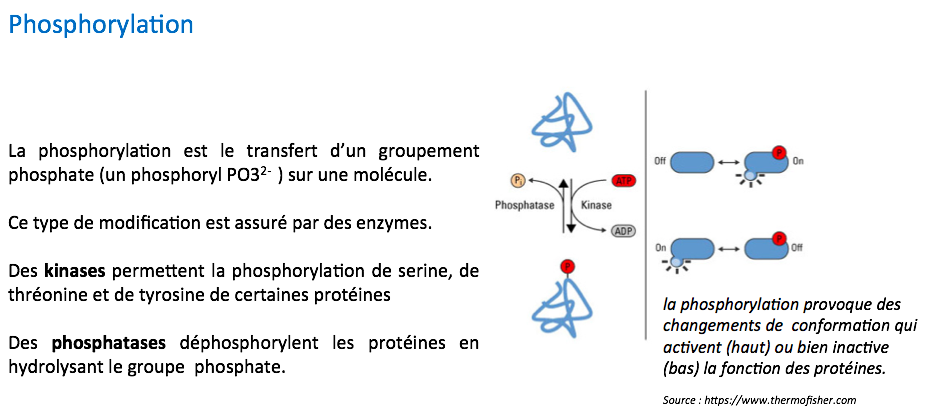 Phosphorylation
La phosphorylation est le transfert d’un groupement
phosphate (un phosphoryl PO3²⁻ ) sur une molécule.
Ce type de modification est assuré par des enzymes.
Des kinases permettent la phosphorylation de serine, de
thréonine et de tyrosine de certaines protéines
Des phosphatases déphosphorylent les protéines en
hydrolysant le groupe phosphate.
Pi
ATP
Phosphatase
Kinase
ADP
P
Off
P
On
On
P
Off
la phosphorylation provoque des
changements de conformation qui
activent (haut) ou bien inactive
(bas) la fonction des protéines.
Source : https://www.thermofisher.com